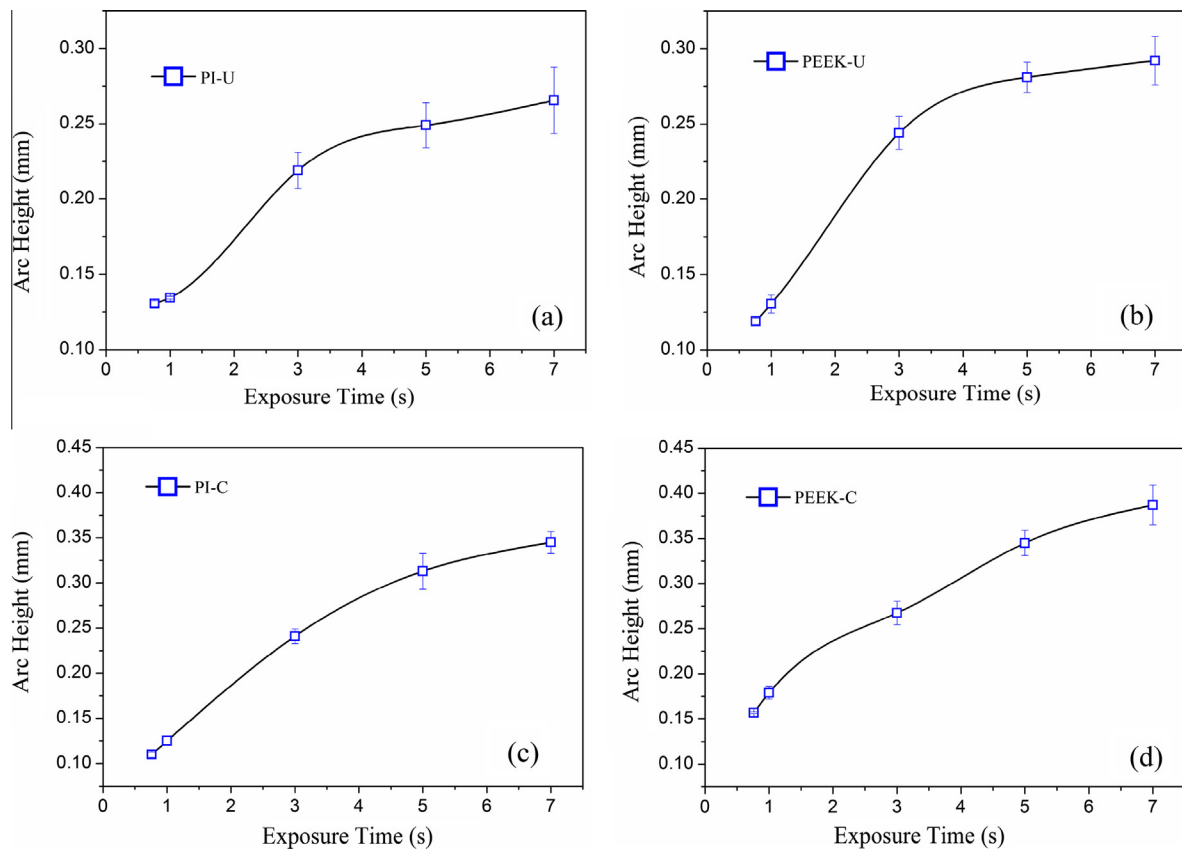 0.30
0.25
0.20
0.15
0.10
Arc Height (mm)
PI-U
(a)
0 1 2 3 4 5 6 7
Exposure Time (s)
0.30
0.25
0.20
0.15
0.10
Arc Height (mm)
PEEK-U
(b)
0 1 2 3 4 5 6 7
Exposure Time (s)
0.45
0.40
0.35
0.30
0.25
0.20
0.15
0.10
Arc Height (mm)
PI-C
(c)
0 1 2 3 4 5 6 7
Exposure Time (s)
0.45
0.40
0.35
0.30
0.25
0.20
0.15
0.10
Arc Height (mm)
PEEK-C
(d)
0 1 2 3 4 5 6 7
Exposure Time (s)